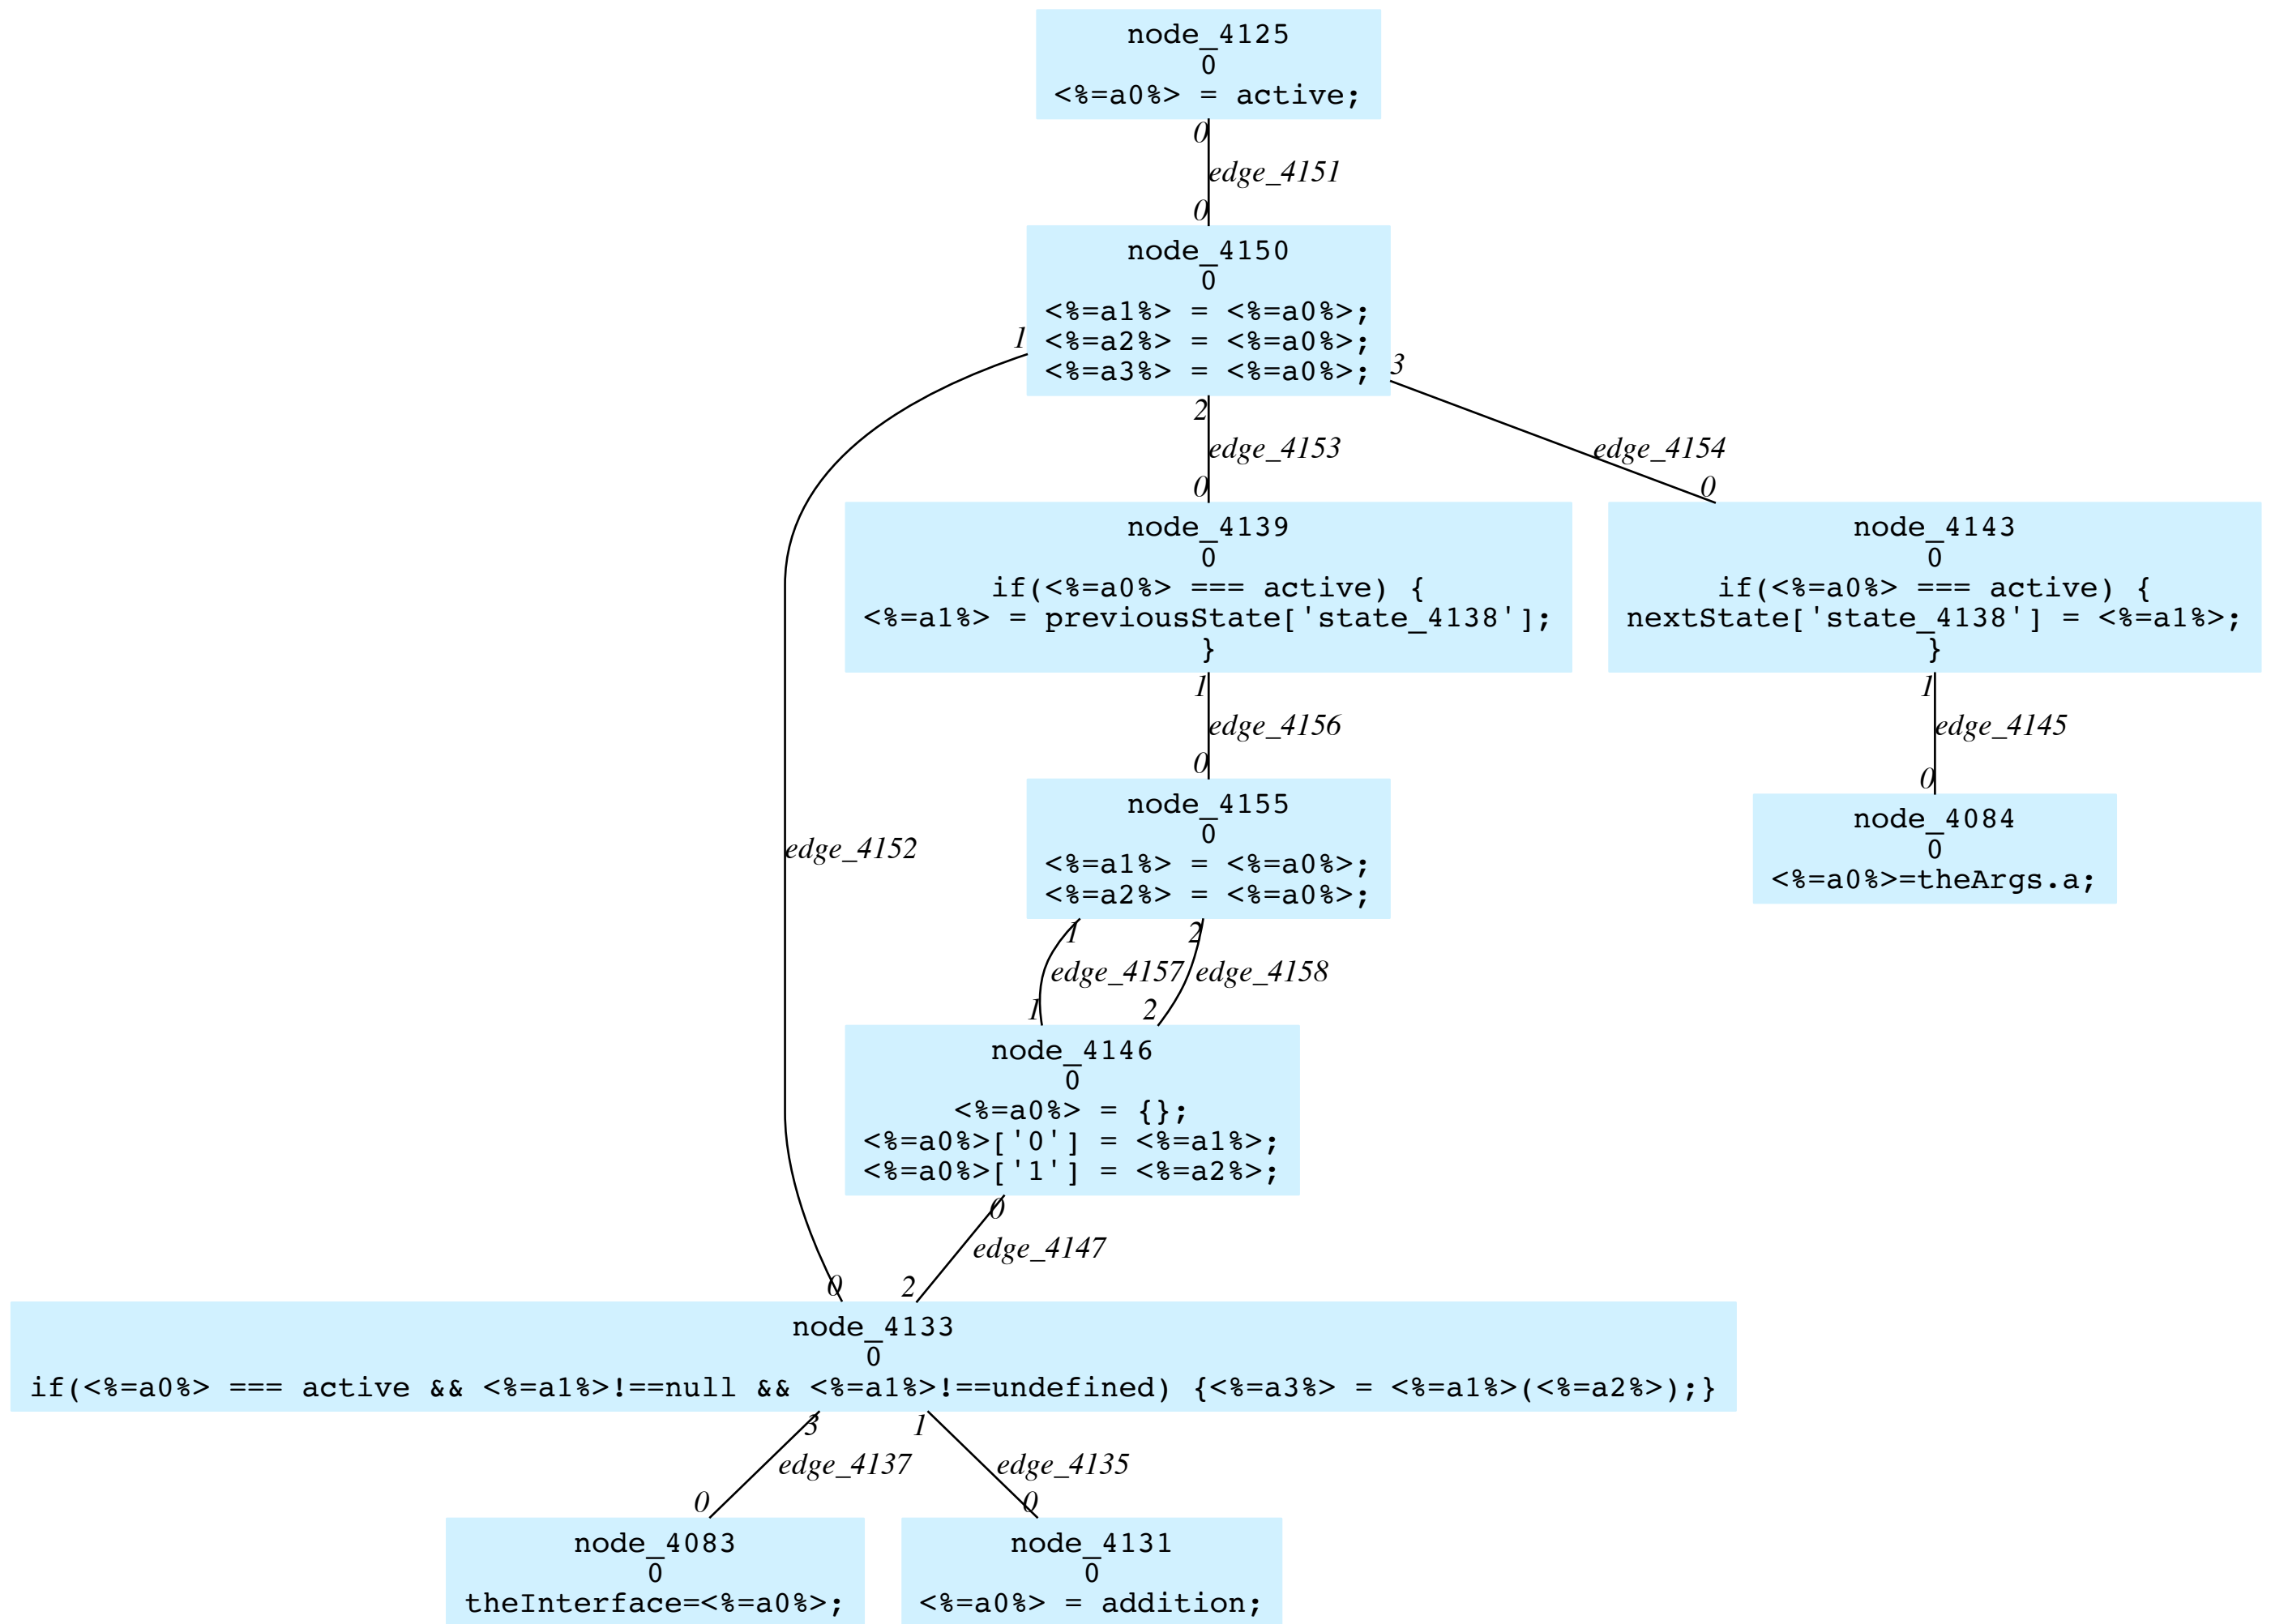 node_4125
0
<%=a0%> = active;
0
edge_4151
0
node_4150
0
<%=a1%> = <%=a0%>;
<%=a2%> = <%=a0%>;
<%=a3%> = <%=a0%>;
1
3
2
edge_4153
edge_4154
0
0
node_4139
0
if(<%=a0%> === active) {
<%=a1%> = previousState['state_4138'];
}
node_4143
0
if(<%=a0%> === active) {
nextState['state_4138'] = <%=a1%>;
}
1
1
edge_4156
edge_4145
0
0
node_4155
0
<%=a1%> = <%=a0%>;
<%=a2%> = <%=a0%>;
node_4084
0
<%=a0%>=theArgs.a;
edge_4152
1
2
edge_4157
edge_4158
1
2
node_4146
0
<%=a0%> = {};
<%=a0%>['0'] = <%=a1%>;
<%=a0%>['1'] = <%=a2%>;
0
edge_4147
0
2
node_4133
0
if(<%=a0%> === active && <%=a1%>!==null && <%=a1%>!==undefined) {<%=a3%> = <%=a1%>(<%=a2%>);}
3
1
edge_4137
edge_4135
0
0
node_4083
0
theInterface=<%=a0%>;
node_4131
0
<%=a0%> = addition;